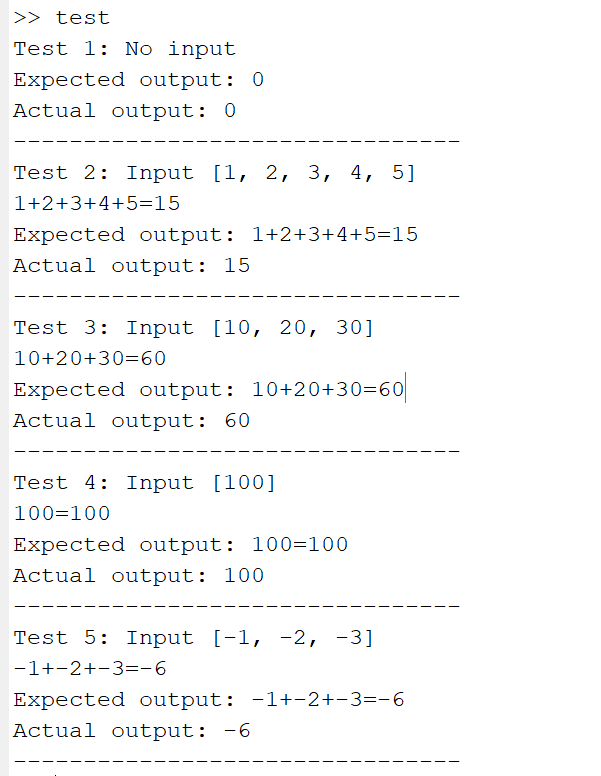 >> test
Test 1: No input
Expected output: 0
Actual output: 0
--------------------------------
Test 2: Input [1, 2, 3, 4, 5]
1+2+3+4+5=15
Expected output: 1+2+3+4+5=15
Actual output: 15
--------------------------------
Test 3: Input [10, 20, 30]
10+20+30=60
Expected output: 10+20+30=60
Actual output: 60
--------------------------------
Test 4: Input [100]
100=100
Expected output: 100=100
Actual output: 100
--------------------------------
Test 5: Input [-1, -2, -3]
-1+-2+-3=-6
Expected output: -1+-2+-3=-6
Actual output: -6
--------------------------------